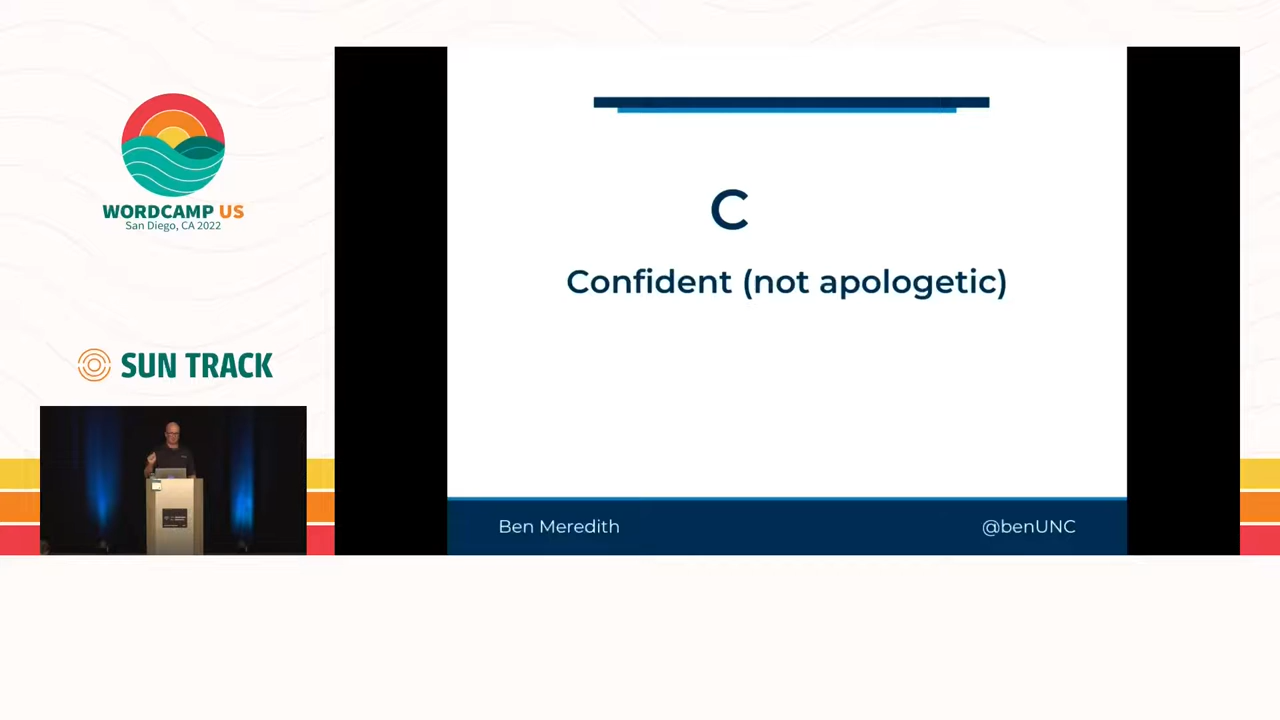 WORDCAMP US
San Diego, CA 2022
SUN TRACK
C
Confident (not apologetic)
Ben Meredith
@benUNC